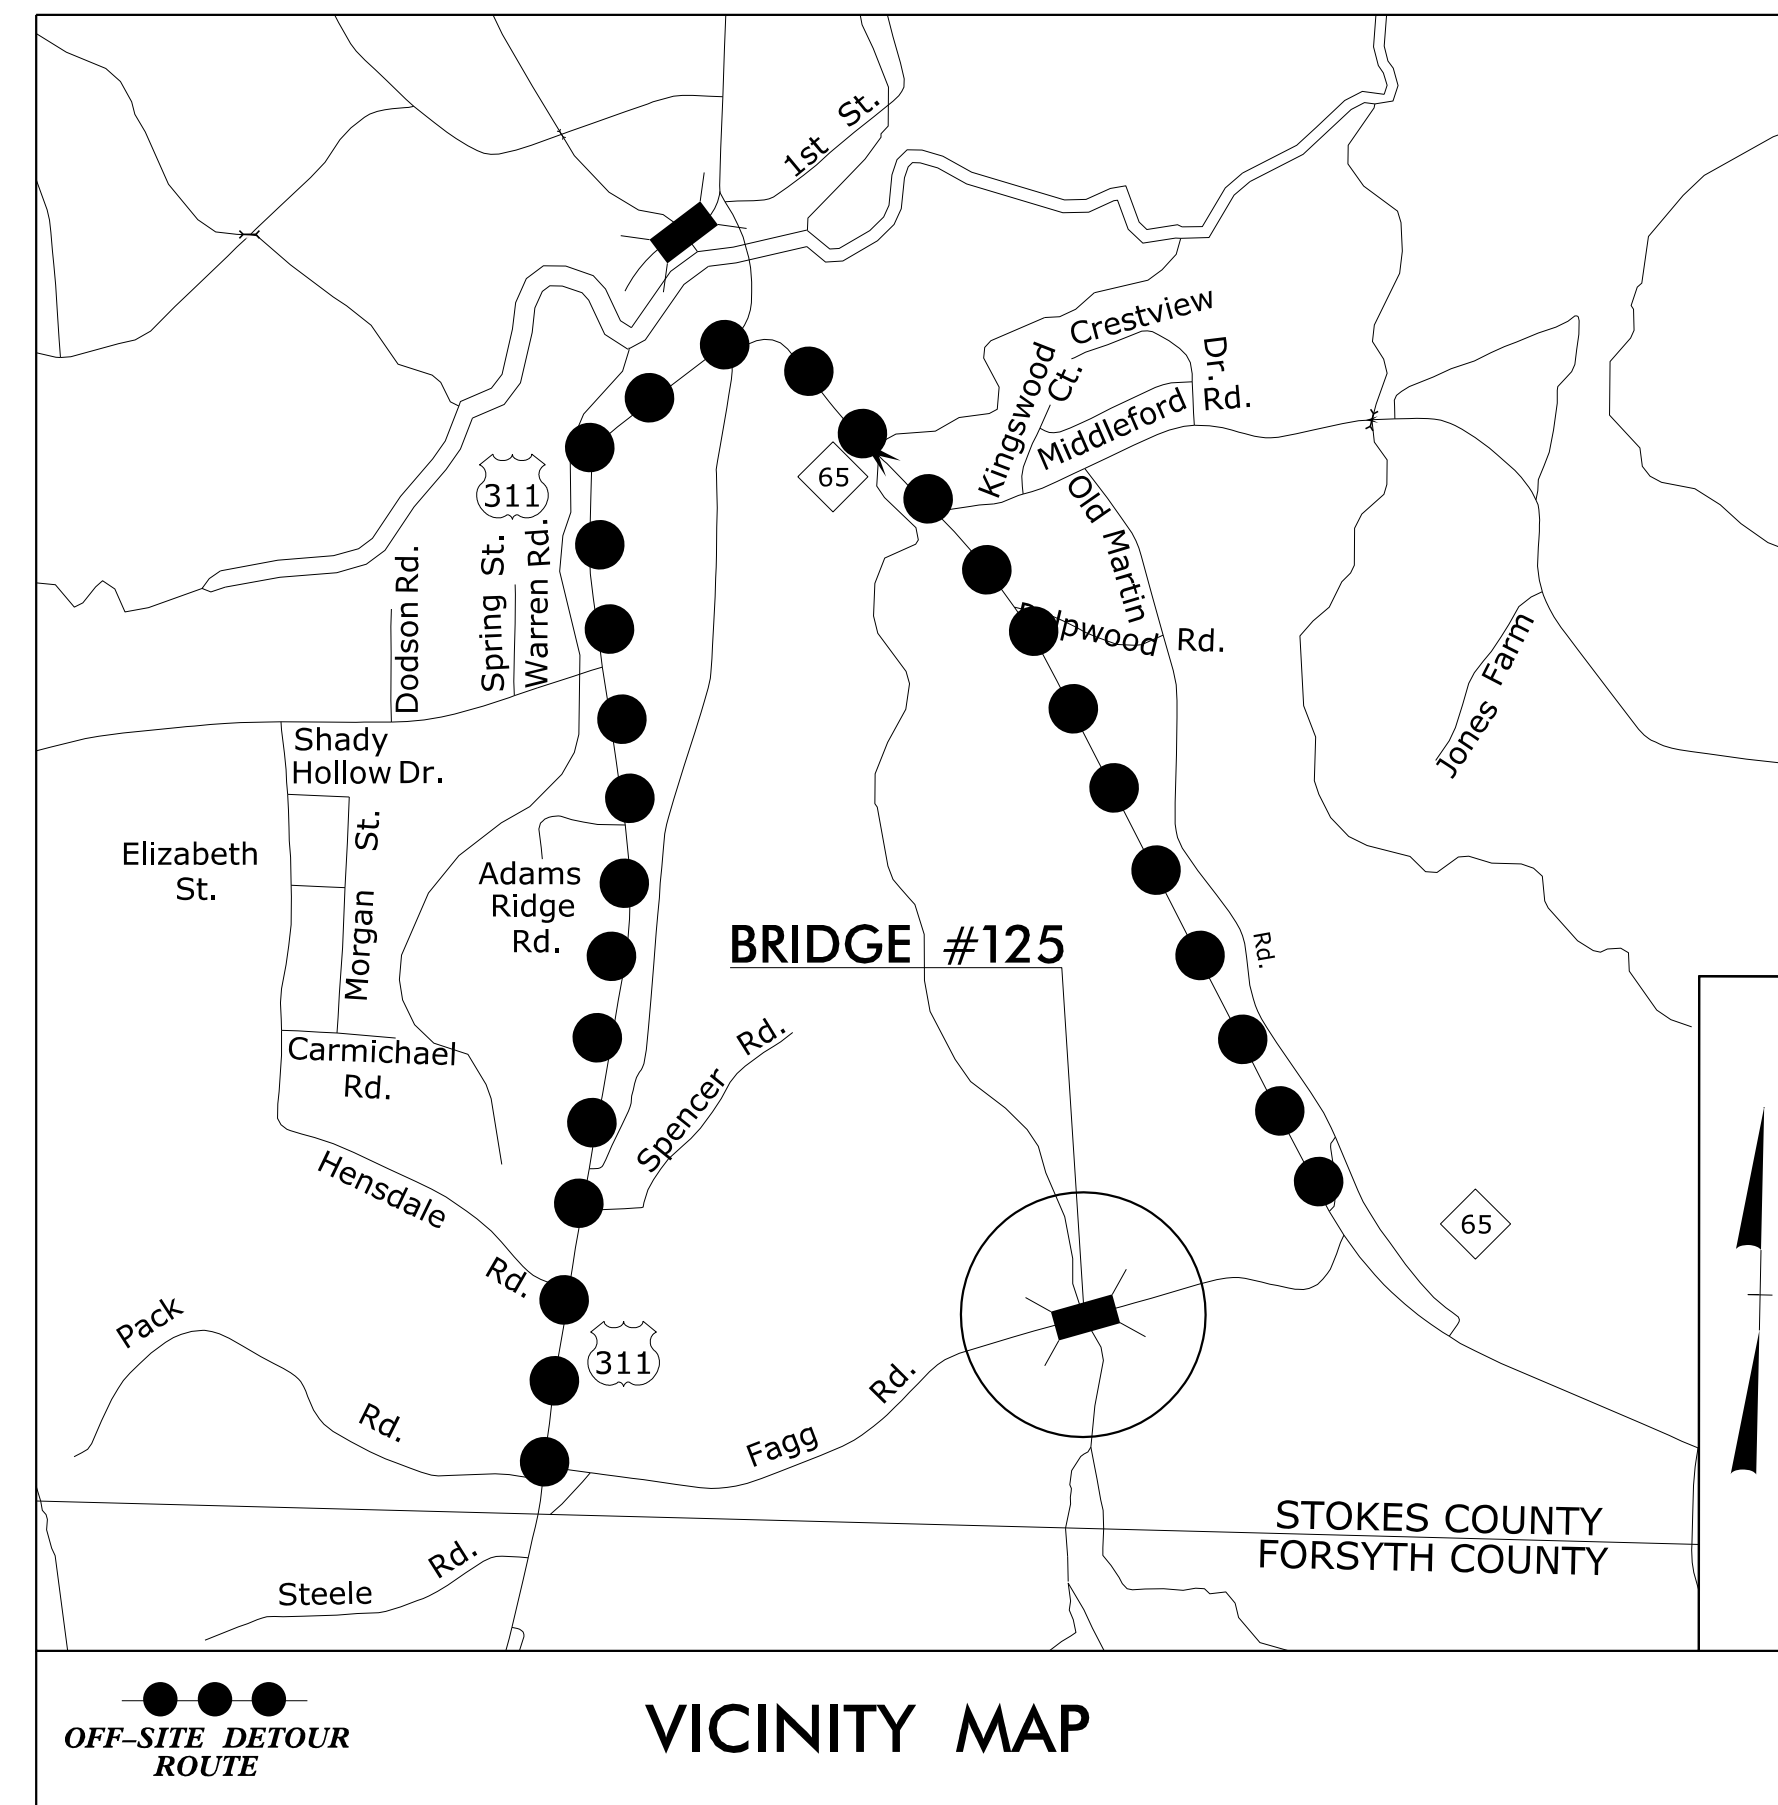 1st St.
Crestview
Dr.
Kingswood
Ct.
Middleford Rd.
65
311
Old Martin
Rd.
Dodson Rd.
Spring St.
Warren Rd.
Rd.
Jones Farm
Shady
Hollow Dr.
Morgan St.
Elizabeth
St.
Adams
Ridge
Rd.
BRIDGE #125
Carmichael
Rd.
Spencer Rd.
Hensdale
Rd.
65
Pack
Rd.
311
Fagg
Rd.
STOKES COUNTY
FORSYTH COUNTY
Steele
Rd.
OFF-SITE DETOUR
ROUTE
VICINITY MAP